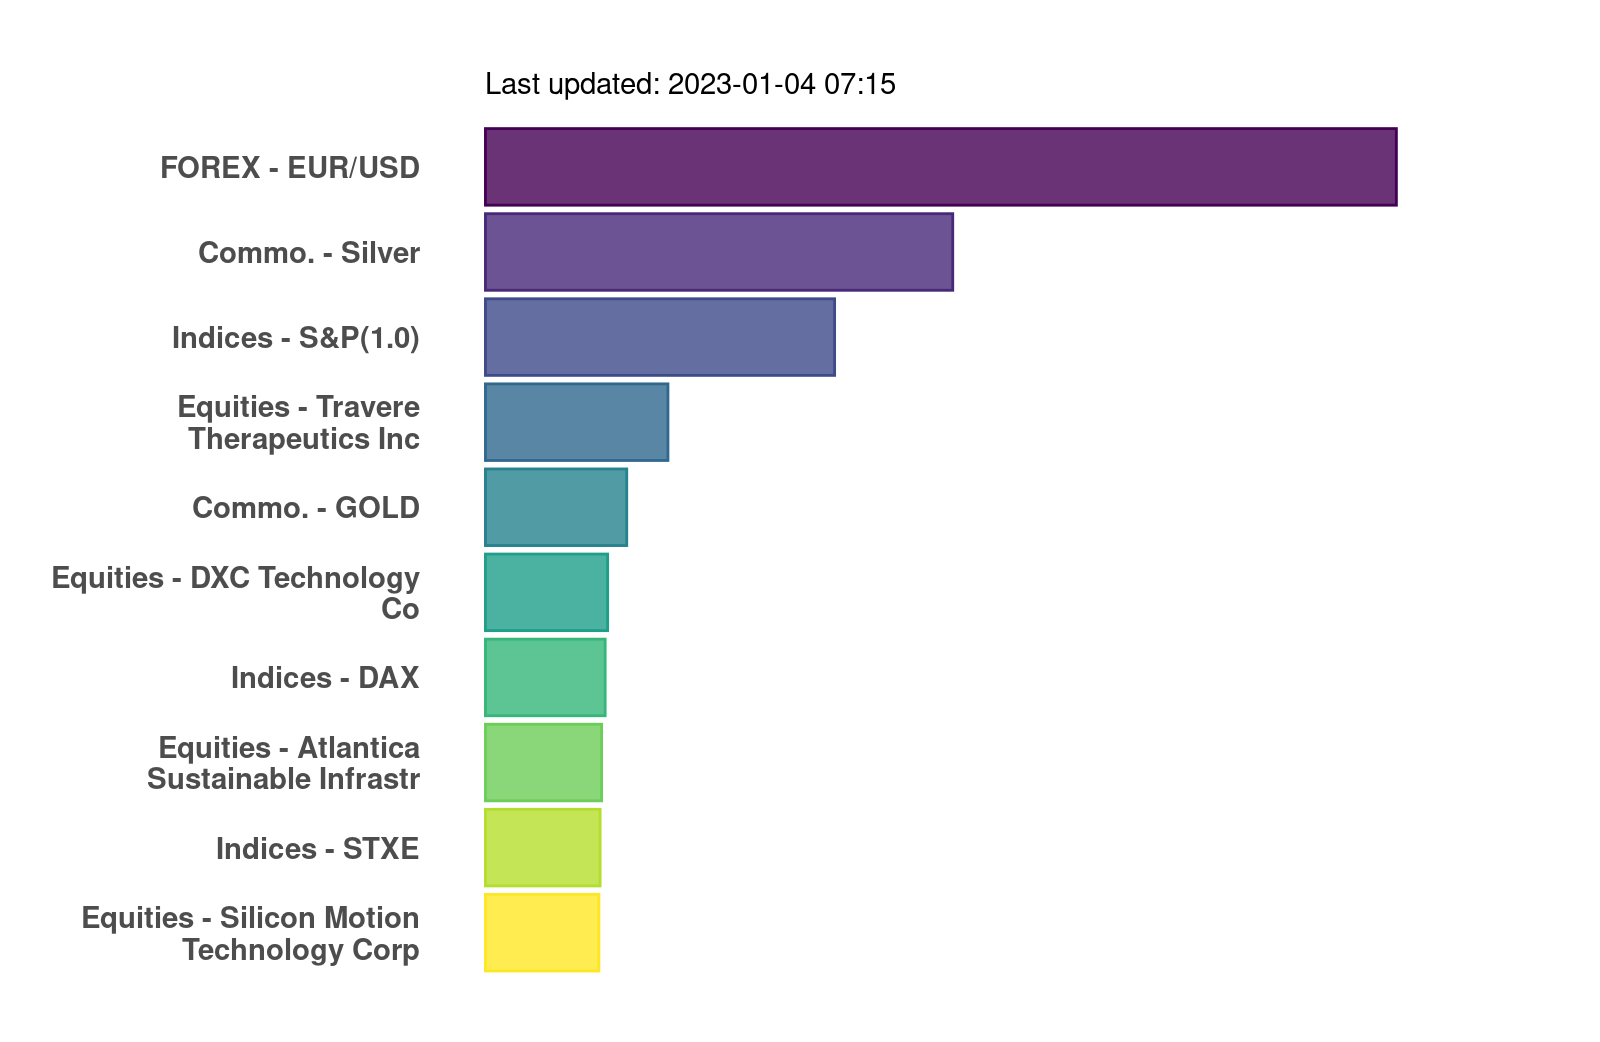 Last updated: 2023-01-04 07:15
FOREX - EUR/USD
Commo. - Silver
Indices - S&P(1.0)
Equities - Travere
Therapeutics Inc
Commo. - GOLD
Equities - DXC Technology
Co
Indices - DAX
Equities - Atlantica
Sustainable Infrastr
Indices - STXE
Equities - Silicon Motion
Technology Corp